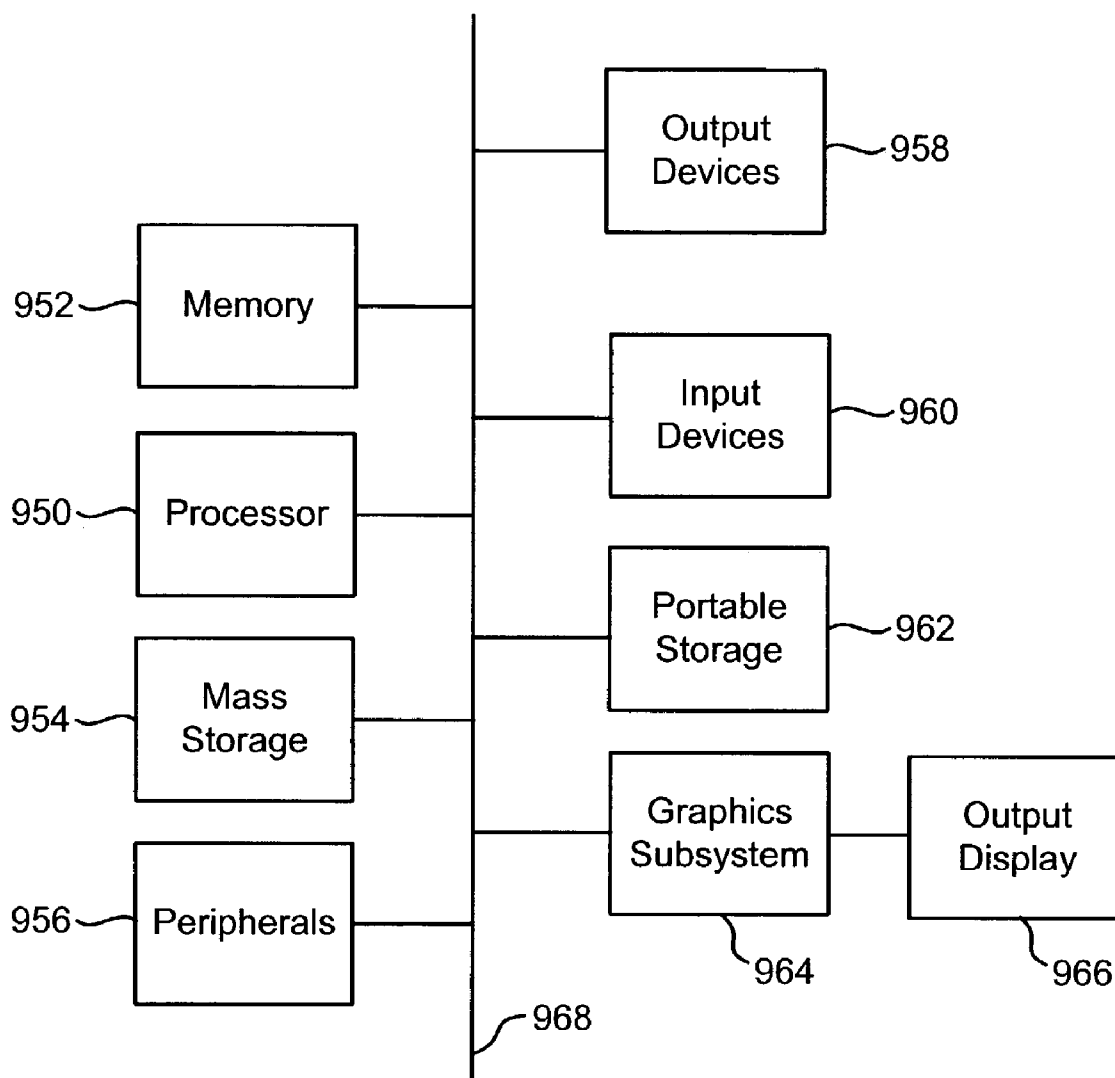 Output
Devices
958
952
Memory
Input
Devices
960
950
Processor
Portable
Storage
962
954
Mass
Storage
Graphics
Subsystem
Output
Display
956
Peripherals
964
966
968